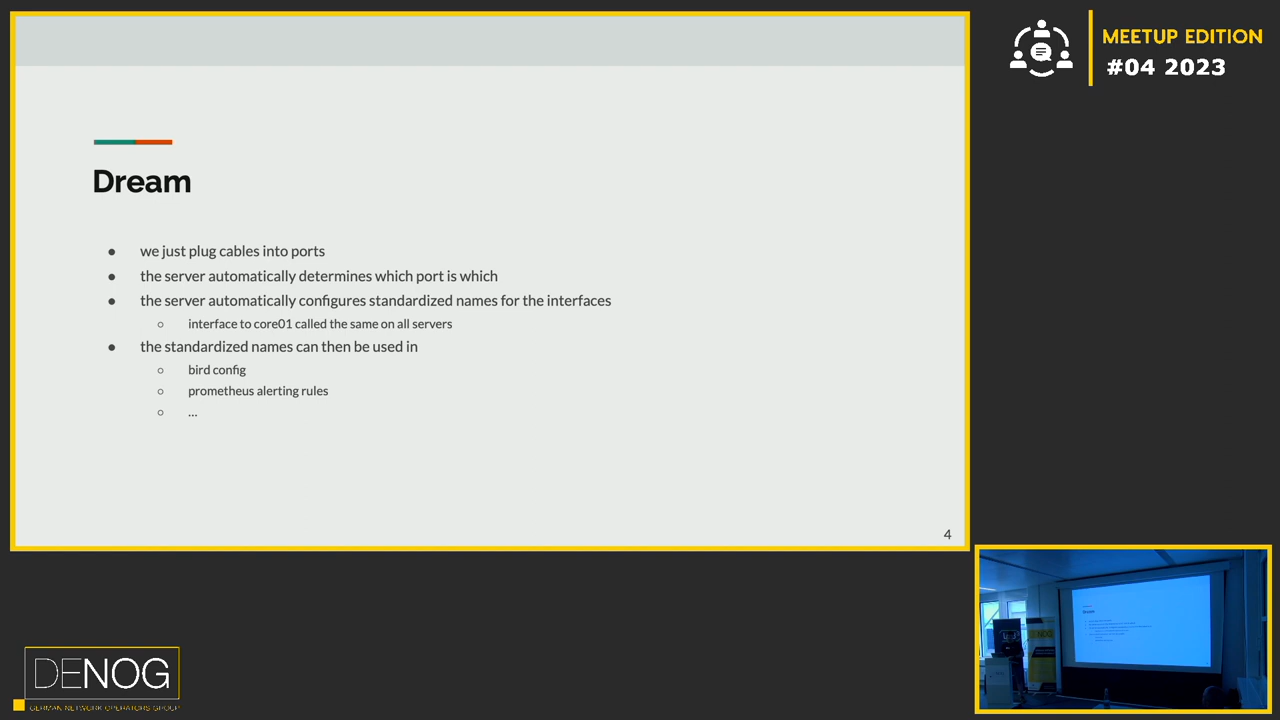 MEETUP EDITION
#04 2023
Dream
● we just plug cables into ports
● the server automatically determines which port is which
● the server automatically configures standardized names for the interfaces
○ interface to core01 called the same on all servers
● the standardized names can then be used in
○ bird config
○ prometheus alerting rules
○ ...
4
DENOG
GERMAN NETWORK OPERATORS GROUP
Dream